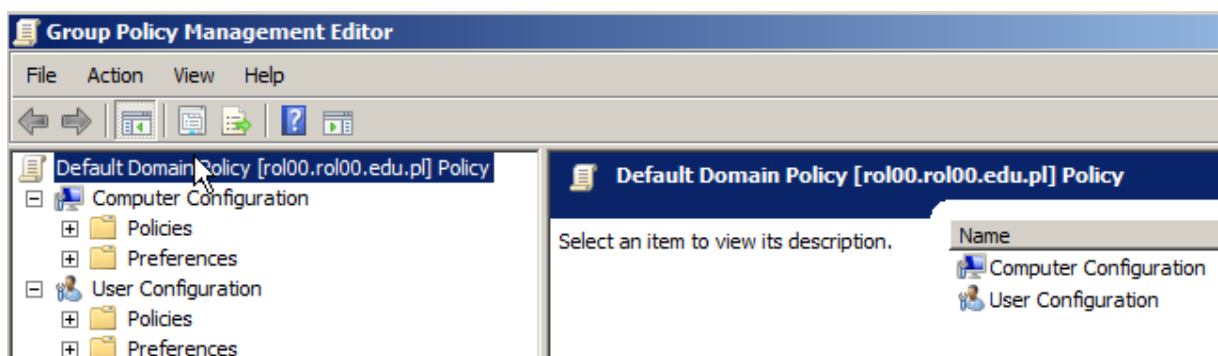 Group Policy Management Editor
File Action View Help
Default Domain Policy [rol00.rol00.edu.pl] Policy
Computer Configuration
Policies
Preferences
User Configuration
Policies
Preferences
Default Domain Policy [rol00.rol00.edu.pl] Policy
Select an item to view its description.
Name
Computer Configuration
User Configuration